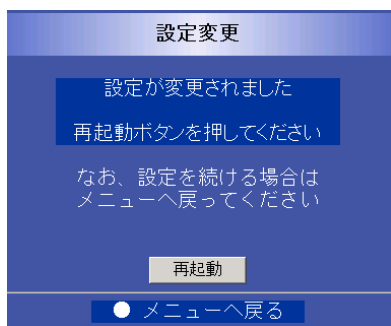 設定変更
設定が変更されました
再起動ボタンを押してください
なお、設定を続ける場合は
メニューへ戻ってください
再起動
● メニューへ戻る